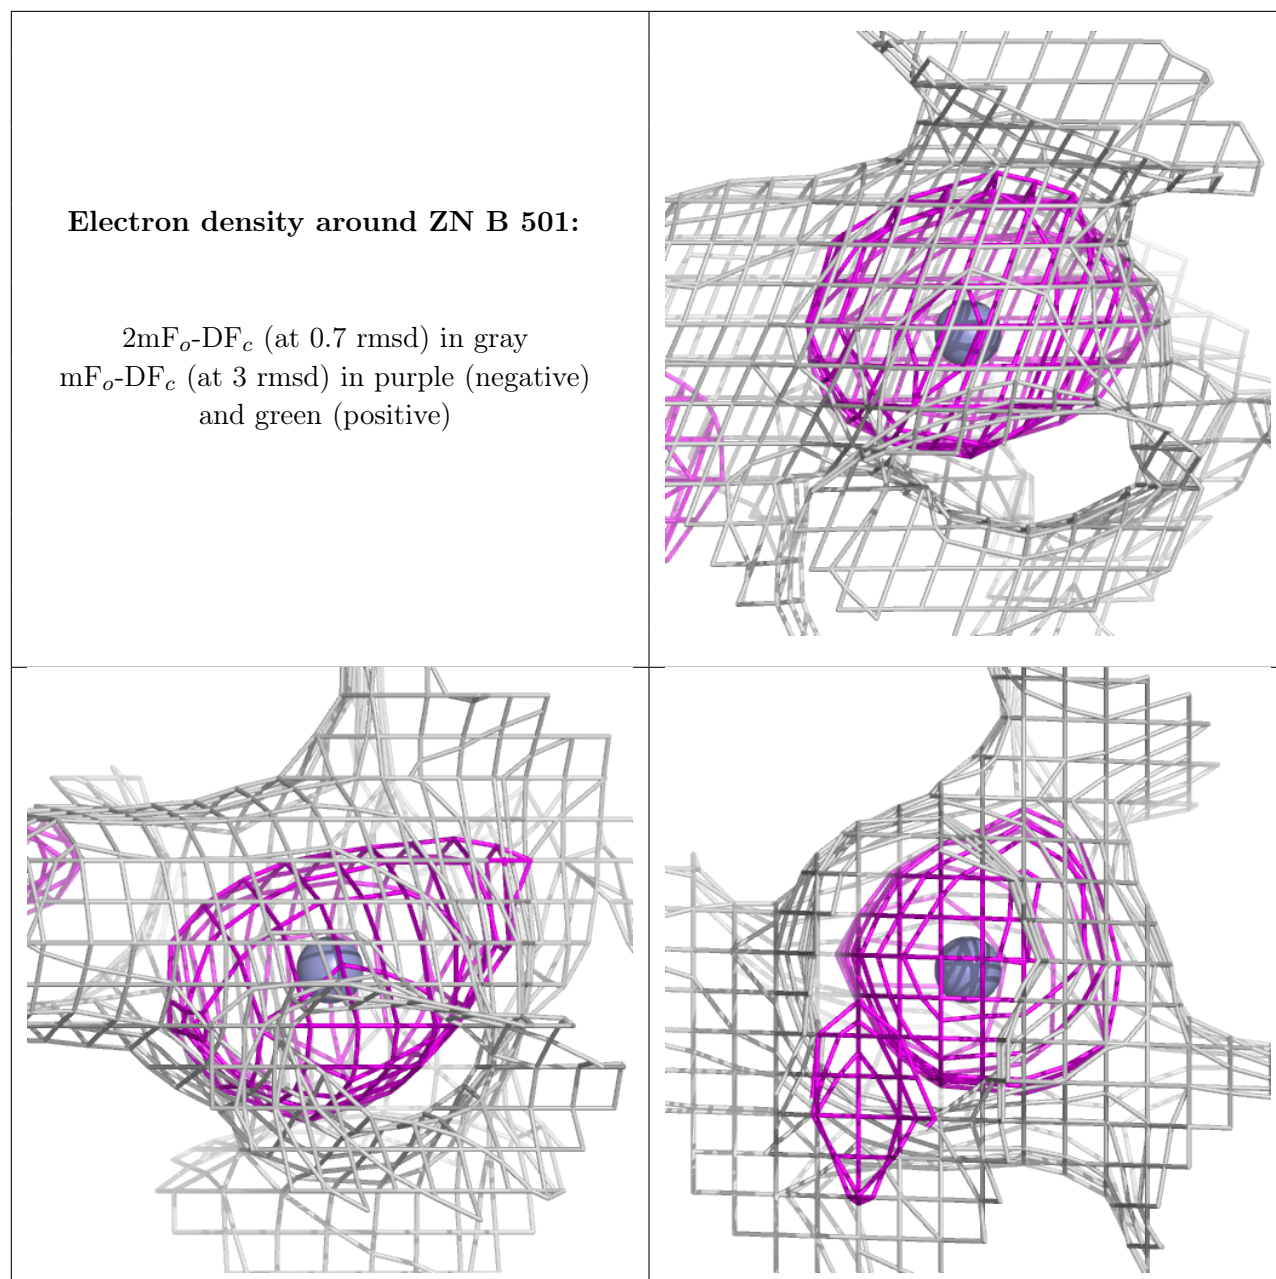 Electron density around ZN B 501:
2mFo-DFc (at 0.7 rmsd) in gray
mFo-DFc (at 3 rmsd) in purple (negative)
and green (positive)